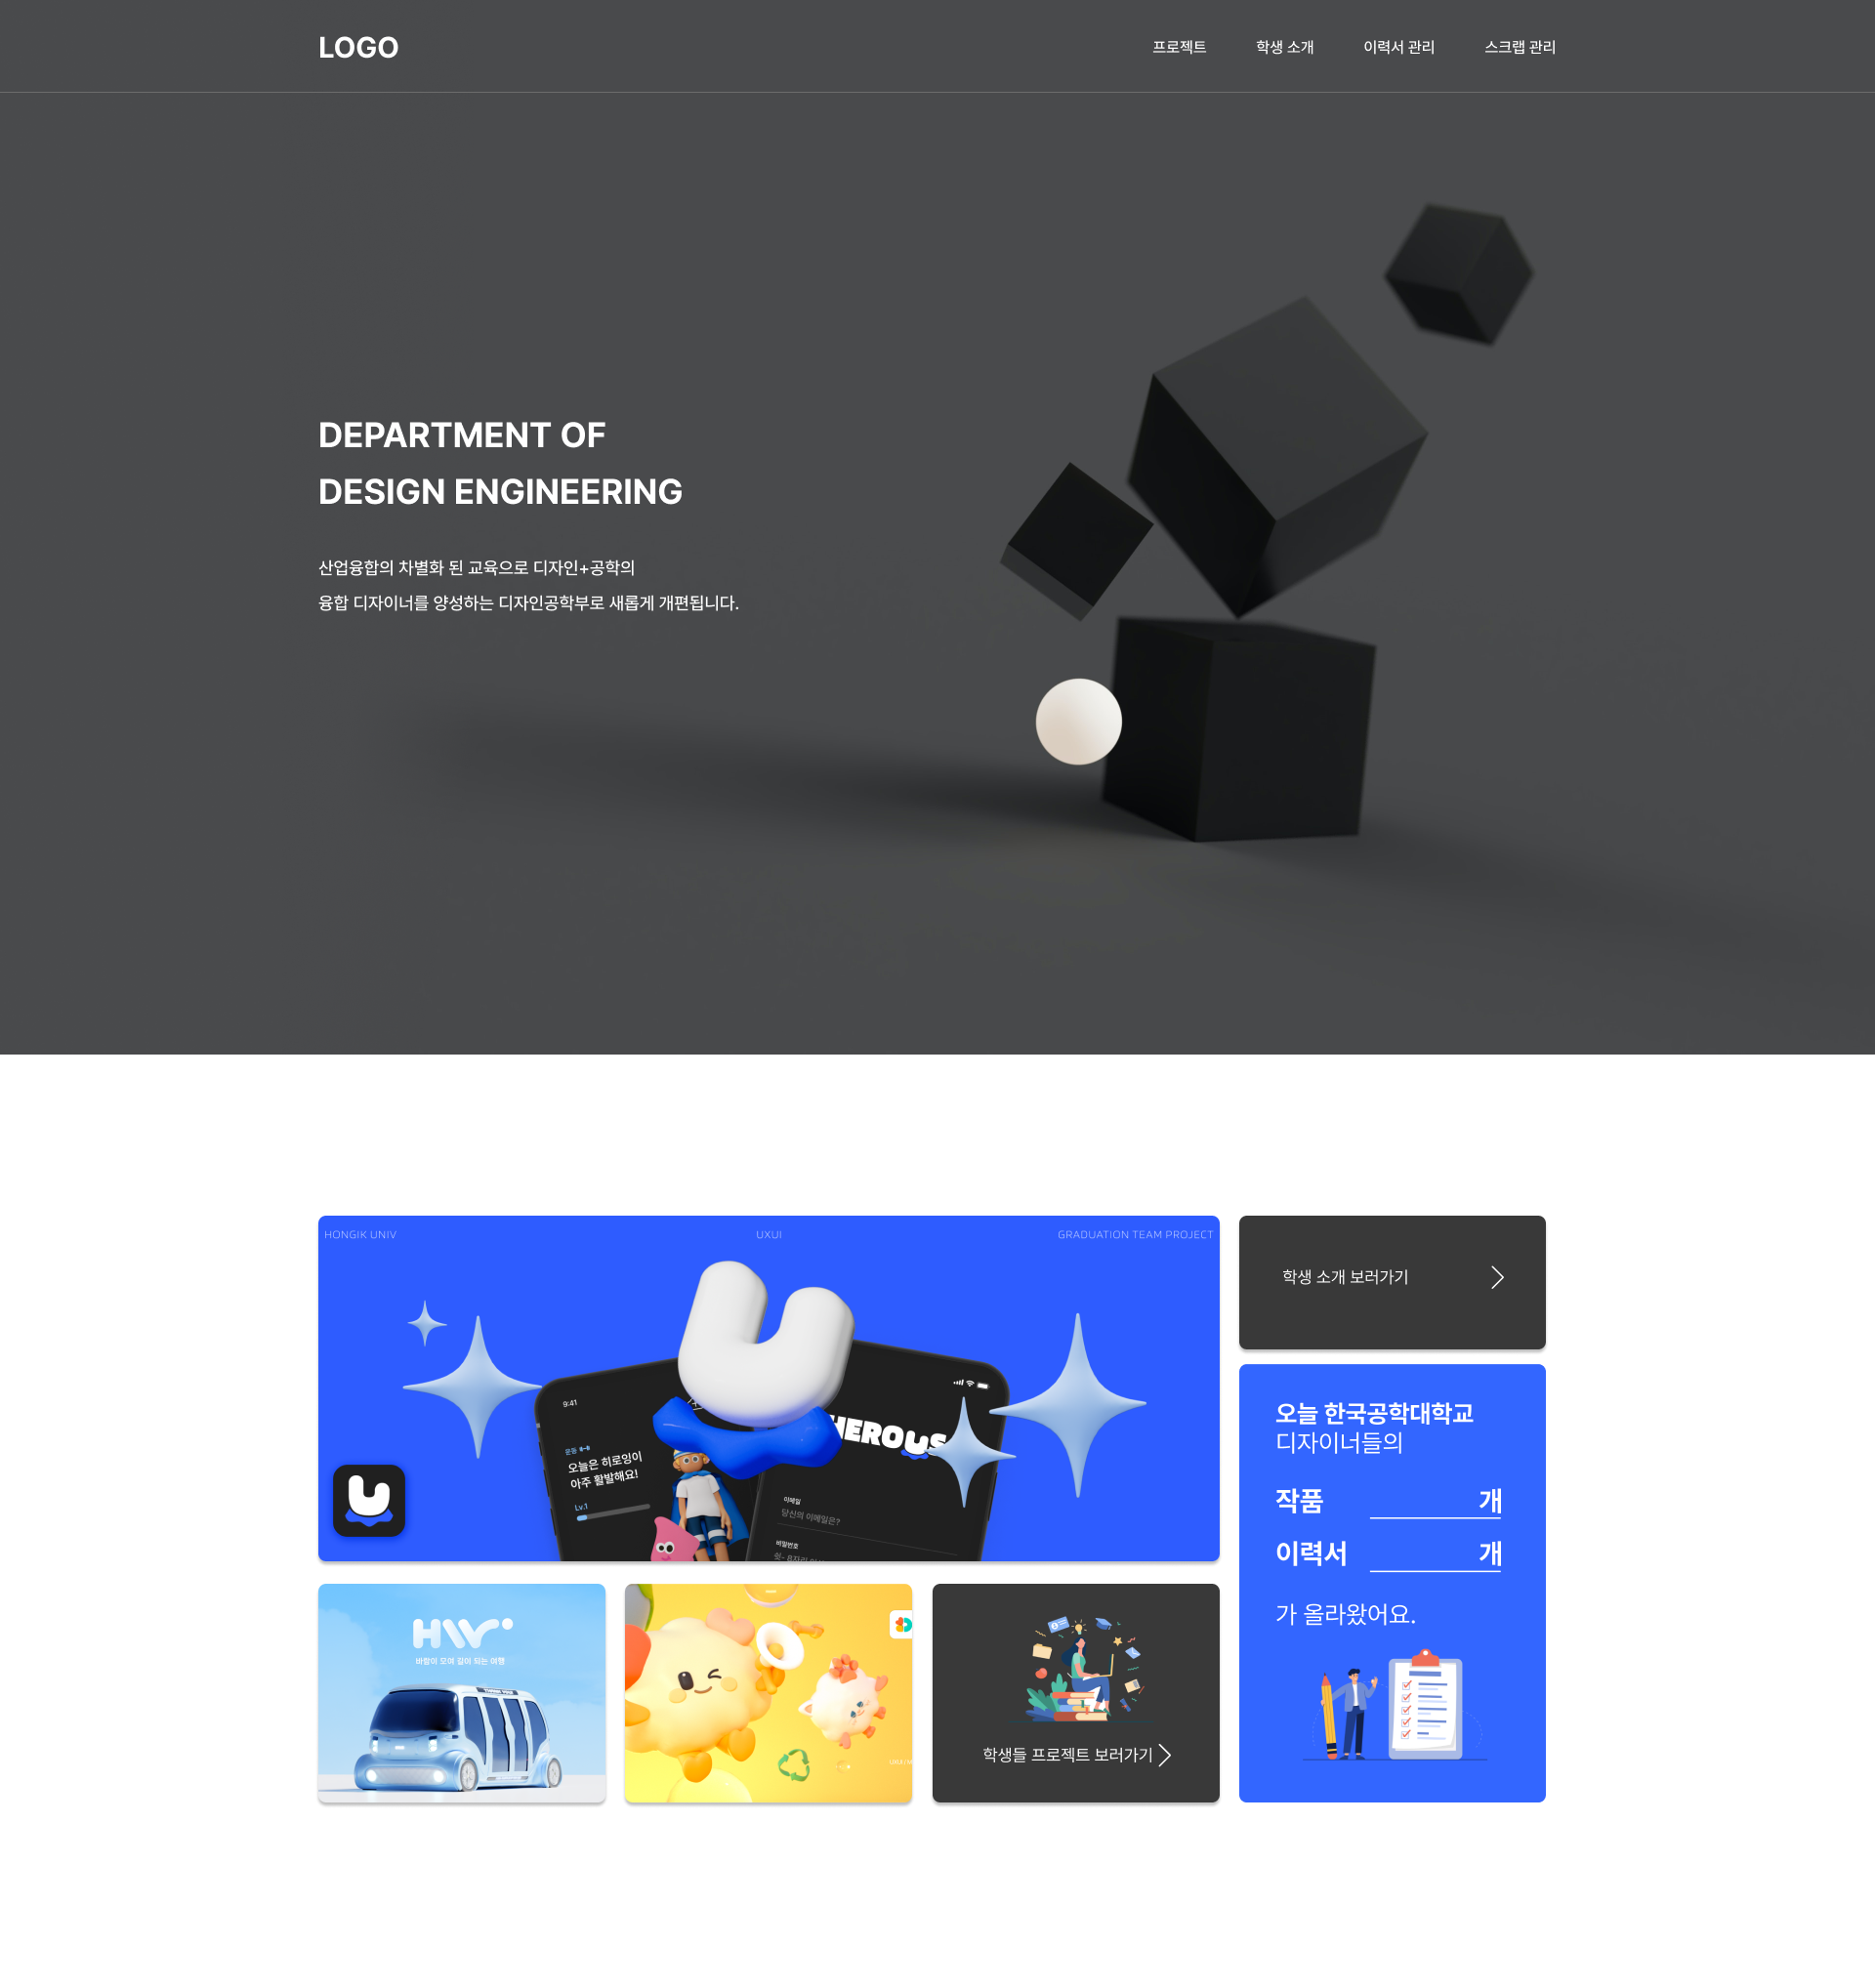 LOGO
프로젝트
학생 소개
이력서 관리
스크랩 관리
DEPARTMENT OF
DESIGN ENGINEERING
산업융합의 차별화 된 교육으로 디자인+공학의
융합 디자이너를 양성하는 디자인공학부로 새롭게 개편됩니다.
HONGIK UNIV
UXUI
GRADUATION TEAM PROJECT
9:41
운동
오늘은 히로잉이
아주 활발해요!
Lv.1
HEROUS
이메일
당신의 이메일은?
비밀번호
학생 소개 보러가기
오늘 한국공학대학교
디자이너들의
작품 개
이력서 개
가 올라왔어요.
바람이 모여 길이 되는 여행
학생들 프로젝트 보러가기